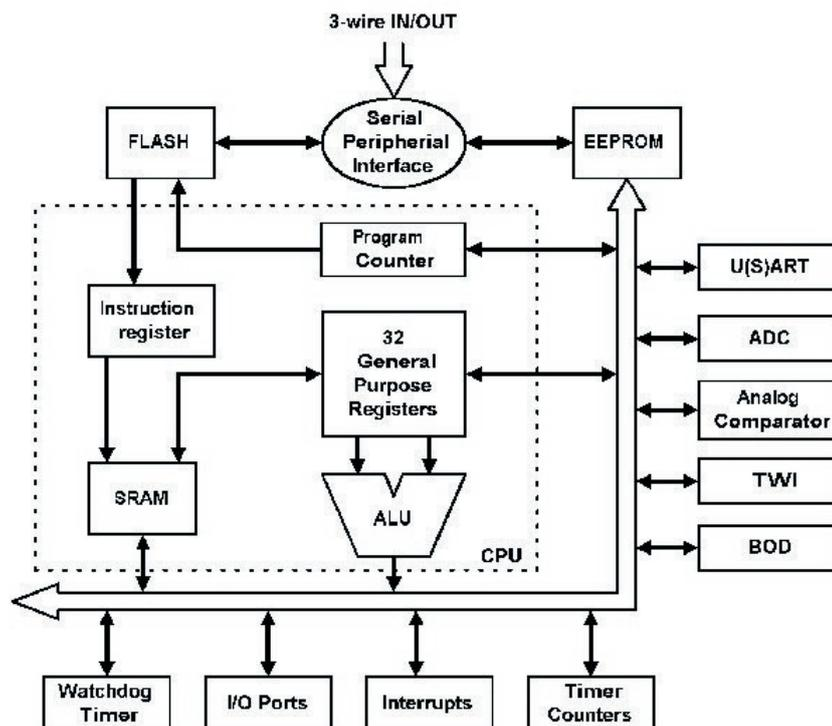 3-wire IN/OUT
FLASH
Serial
Peripherial
Interface
EEPROM
Program
Counter
U(S)ART
Instruction
register
32
General
Purpose
Registers
ADC
Analog
Comparator
SRAM
ALU
TWI
CPU
BOD
Watchdog
Timer
I/O Ports
Interrupts
Timer
Counters